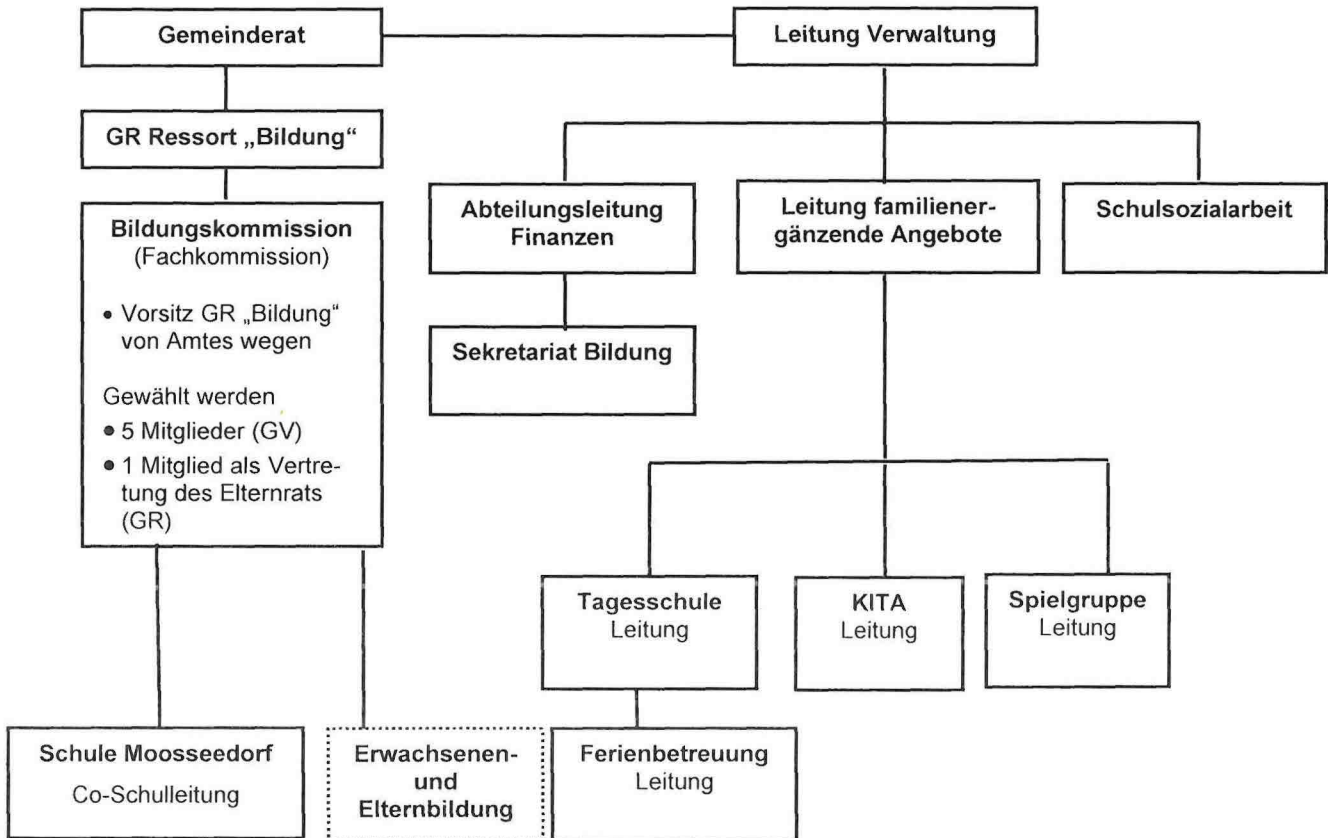 Gemeinderat
Leitung Verwaltung
GR Ressort „Bildung“
Bildungskommission
(Fachkommission)
• Vorsitz GR „Bildung“
von Amtes wegen
Gewählt werden
• 5 Mitglieder (GV)
• 1 Mitglied als Vertre-
tung des Elternrats
(GR)
Abteilungsleitung
Finanzen
Leitung familiener-
gänzende Angebote
Schulsozialarbeit
Sekretariat Bildung
Tagesschule
Leitung
KITA
Leitung
Spielgruppe
Leitung
Schule Moosseedorf
Co-Schulleitung
Erwachsenen-
und
Elternbildung
Ferienbetreuung
Leitung